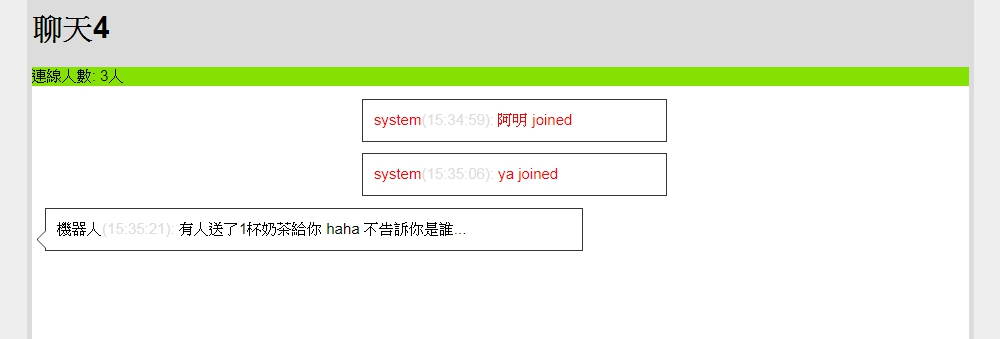 聊天4
連線人數: 3人
system(15:34:59): 阿明 joined
system(15:35:06): ya joined
機器人(15:35:21): 有人送了1杯奶茶給你 haha 不告訴你是誰...